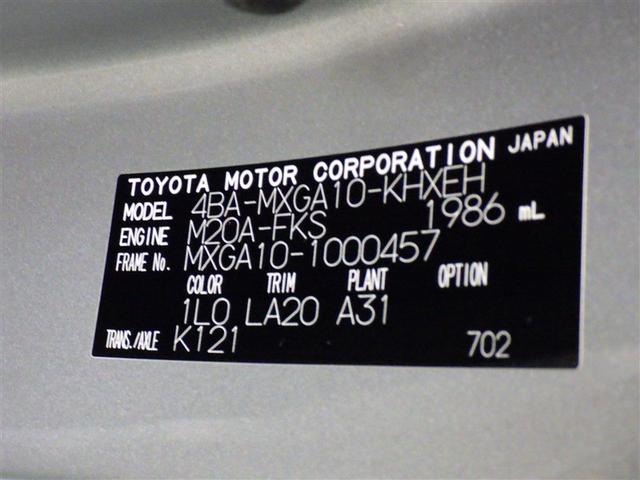 TOYOTA MOTOR CORPORATION JAPAN
MODEL 4BA-MXGA10-KHXEH
ENGINE M20A-FKS 1986 mL
FRAME No. MXGA10-1000457
COLOR TRIM PLANT OPTION
1L0 LA20 A31
TRANS./AXLE K121 702